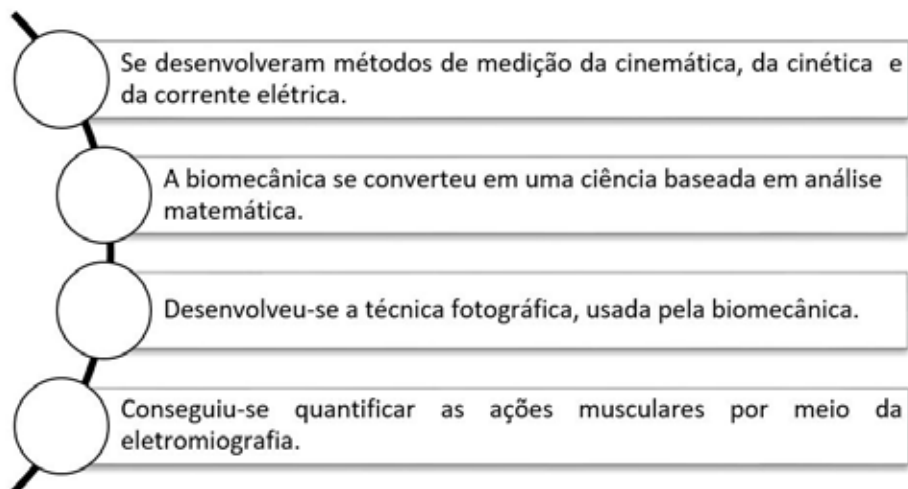 Se desenvolveram métodos de medição da cinemática, da cinética e
da corrente elétrica.
A biomecânica se converteu em uma ciência baseada em análise
matemática.
Desenvolveu-se a técnica fotográfica, usada pela biomecânica.
Conseguiu-se quantificar as ações musculares por meio da
eletromiografia.